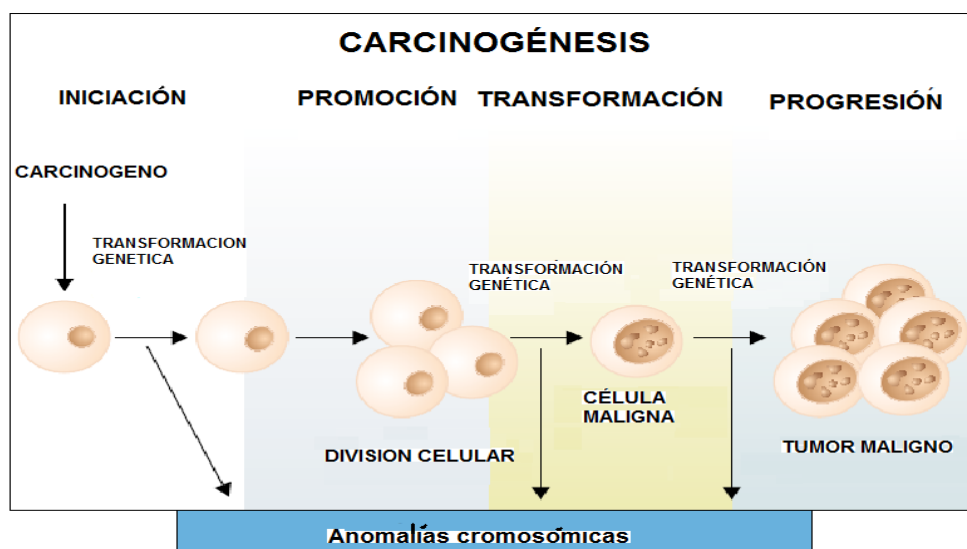 CARCINOGÉNESIS
INICIACIÓN
PROMOCIÓN
TRANSFORMACIÓN
PROGRESIÓN
CARCINOGENO
TRANSFORMACION
GENETICA
TRANSFORMACIÓN
GENÉTICA
TRANSFORMACIÓN
GENÉTICA
CÉLULA
MALIGNA
DIVISION CELULAR
TUMOR MALIGNO
Anomalías cromosómicas